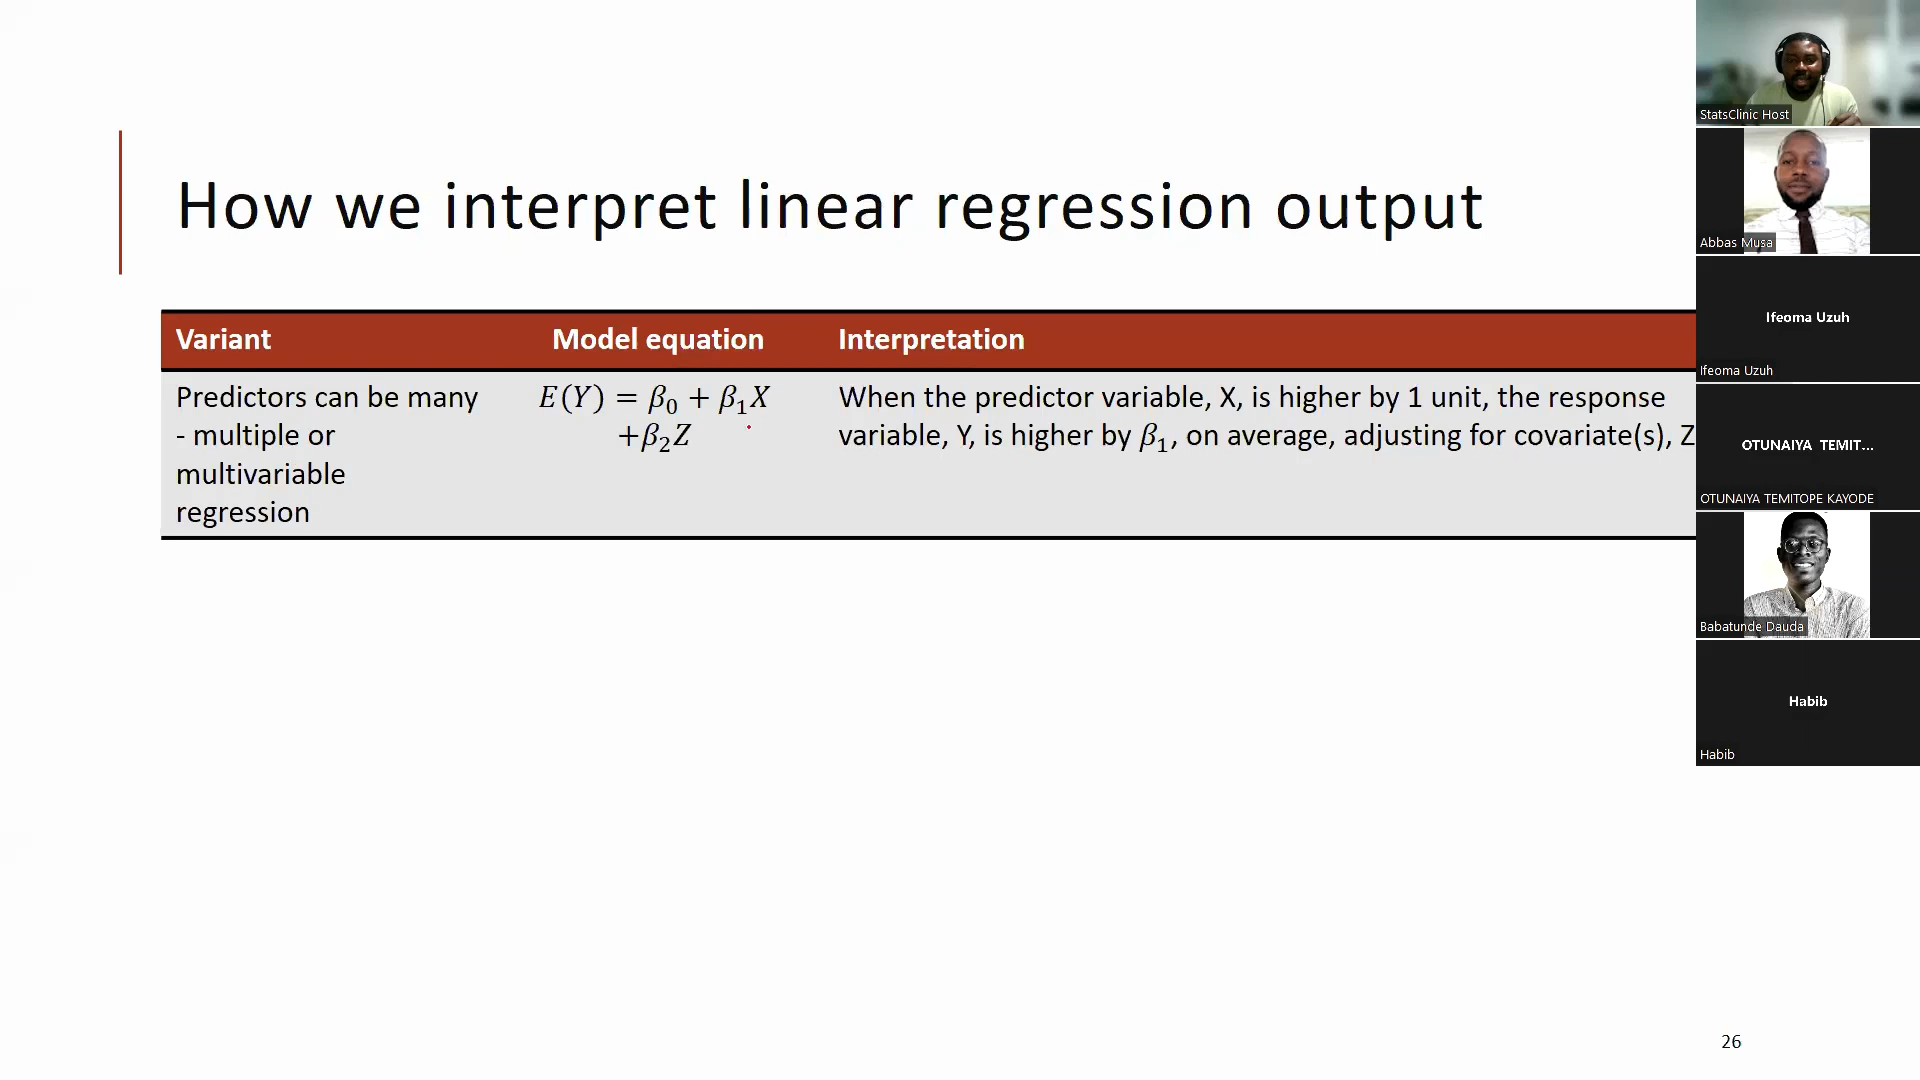 How we interpret linear regression output
Variant Model equation Interpretation
Predictors can be many
- multiple or
multivariable
regression
E(Y) = β₀ + β₁X
+β₂Z
When the predictor variable, X, is higher by 1 unit, the response
variable, Y, is higher by β₁, on average, adjusting for covariate(s), Z
26
StatsClinic Host
Abbas Musa
Ifeoma Uzuh
Ifeoma Uzuh
OTUNAIYA TEMIT...
OTUNAIYA TEMITOPE KAYODE
Babatunde Dauda
Habib
Habib